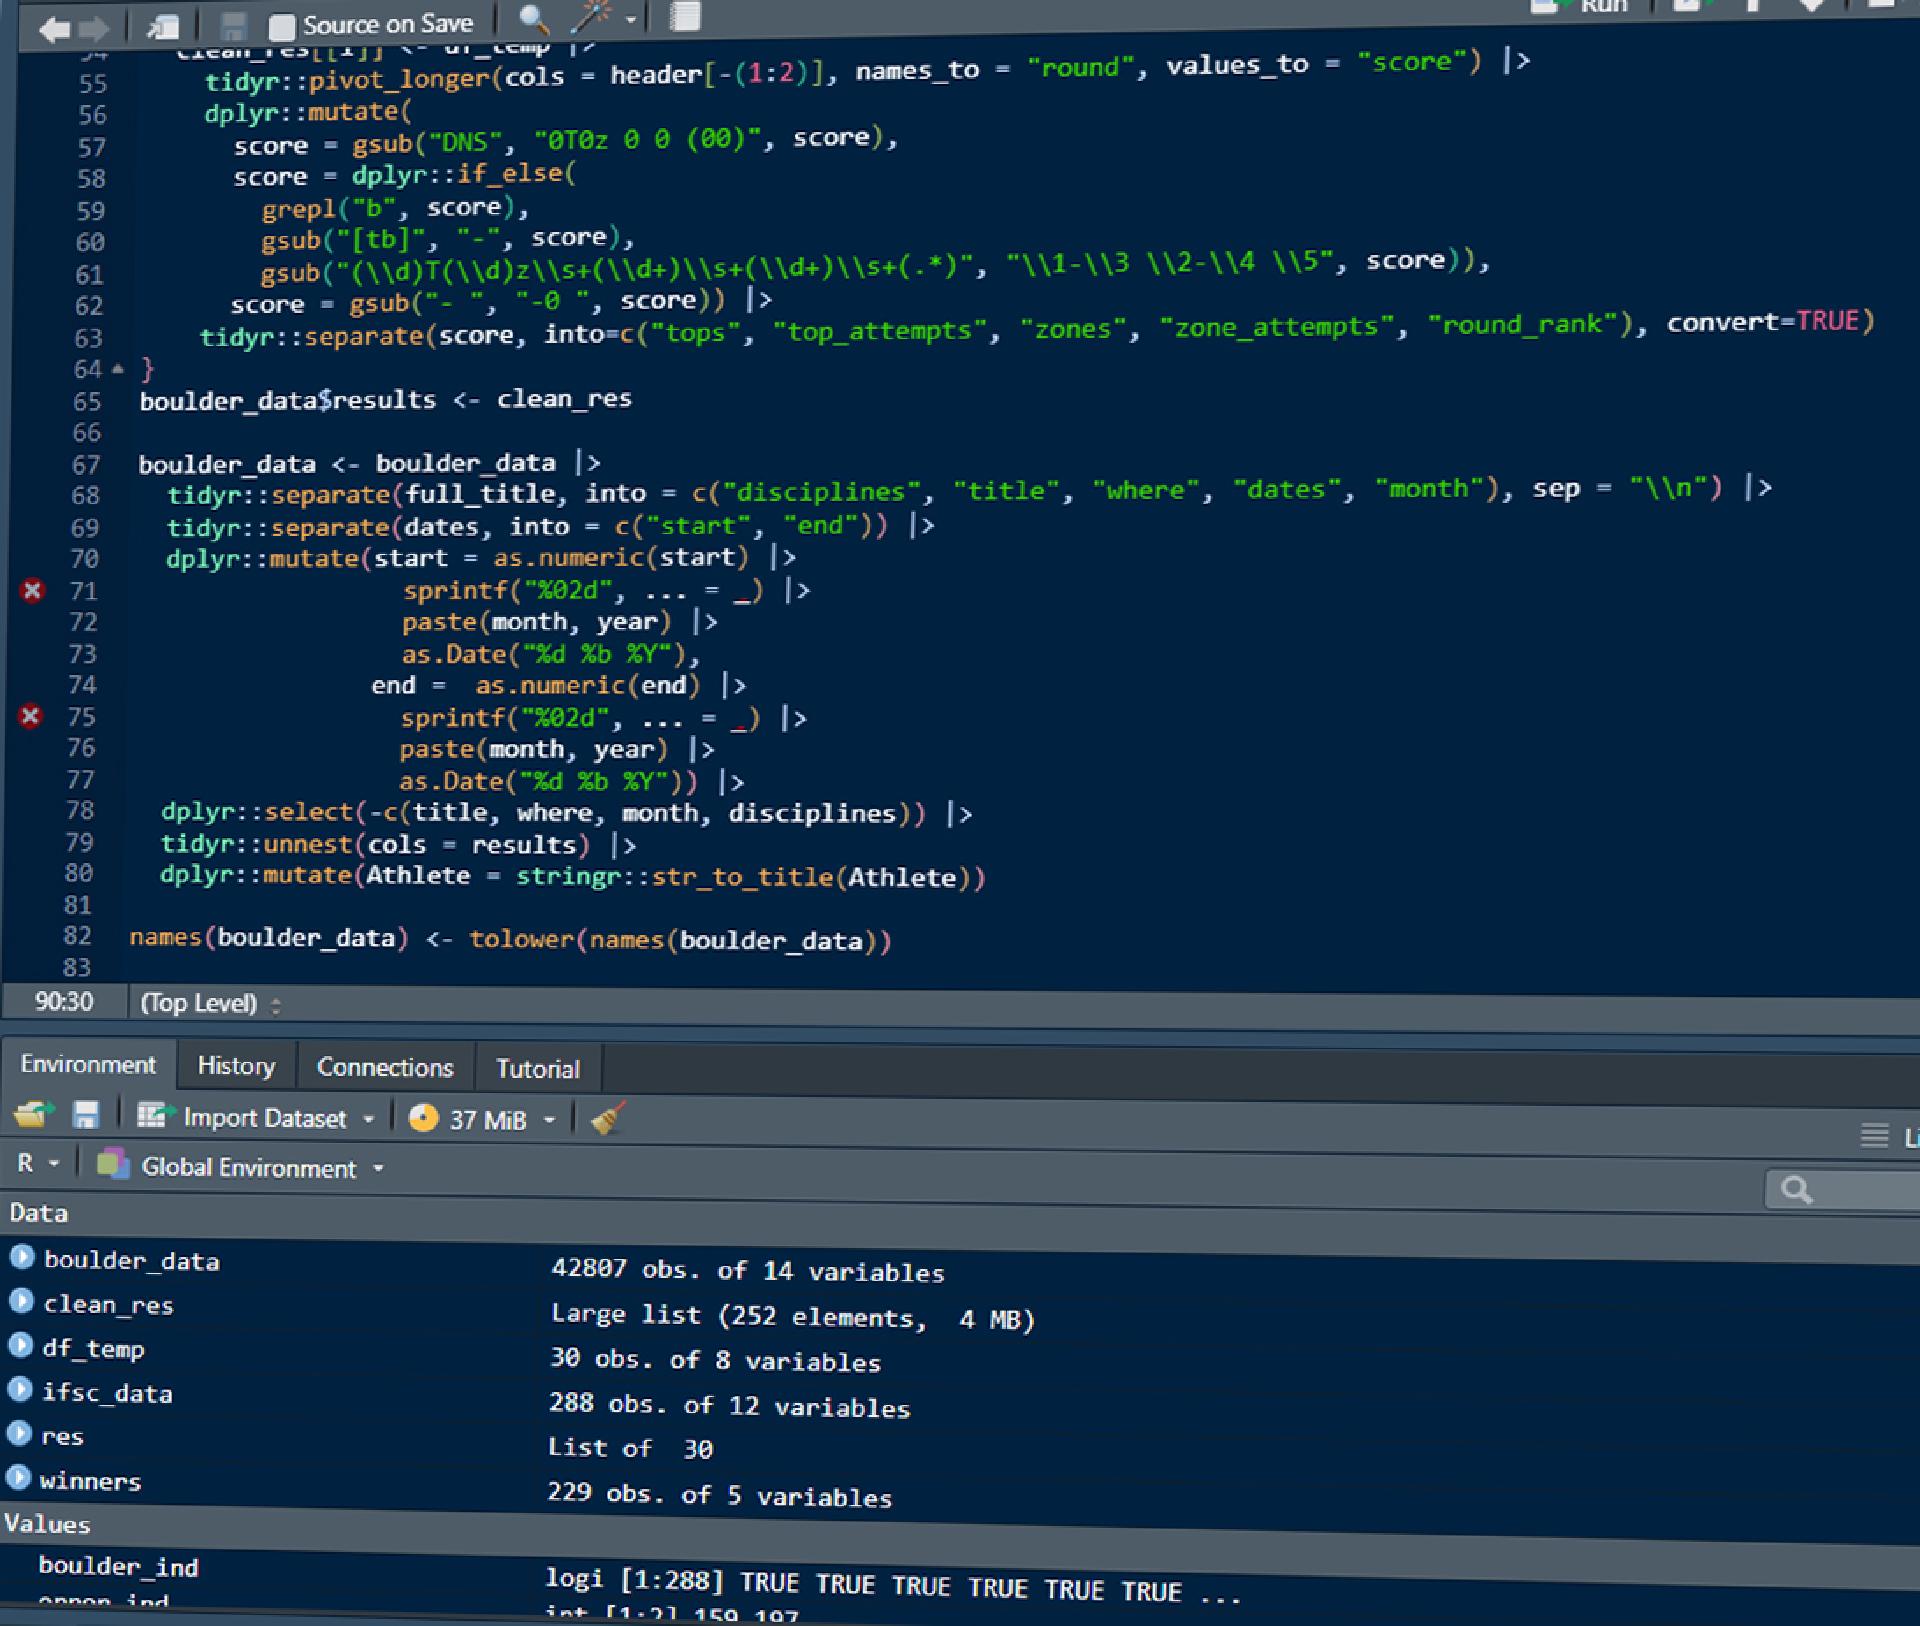 Source on Save
Run
54 clean_res[[i]] <- df_temp |>
55 tidyr::pivot_longer(cols = header[-(1:2)], names_to = "round", values_to = "score") |>
56 dplyr::mutate(
57 score = gsub("DNS", "0T0z 0 0 (00)", score),
58 score = dplyr::if_else(
59 grepl("b", score),
60 gsub("[tb]", "-", score),
61 gsub("(\\d)T(\\d)z\\s+(\\d+)\\s+(\\d+)\\s+(.*)", "\\1-\\3 \\2-\\4 \\5", score)),
62 score = gsub("- ", "-0 ", score)) |>
63 tidyr::separate(score, into=c("tops", "top_attempts", "zones", "zone_attempts", "round_rank"), convert=TRUE)
64 }
65 boulder_data$results <- clean_res
66
67 boulder_data <- boulder_data |>
68 tidyr::separate(full_title, into = c("disciplines", "title", "where", "dates", "month"), sep = "\\n") |>
69 tidyr::separate(dates, into = c("start", "end")) |>
70 dplyr::mutate(start = as.numeric(start) |>
71 sprintf("%02d", ... = _) |>
72 paste(month, year) |>
73 as.Date("%d %b %Y"),
74 end =  as.numeric(end) |>
75 sprintf("%02d", ... = _) |>
76 paste(month, year) |>
77 as.Date("%d %b %Y")) |>
78 dplyr::select(-c(title, where, month, disciplines)) |>
79 tidyr::unnest(cols = results) |>
80 dplyr::mutate(Athlete = stringr::str_to_title(Athlete))
81
82 names(boulder_data) <- tolower(names(boulder_data))
83
90:30 (Top Level)
Environment History Connections Tutorial
Import Dataset 37 MiB
R Global Environment
Data
boulder_data 42807 obs. of 14 variables
clean_res Large list (252 elements,  4 MB)
df_temp 30 obs. of 8 variables
ifsc_data 288 obs. of 12 variables
res List of  30
winners 229 obs. of 5 variables
Values
boulder_ind logi [1:288] TRUE TRUE TRUE TRUE TRUE TRUE ...
int [1:2] 159 197